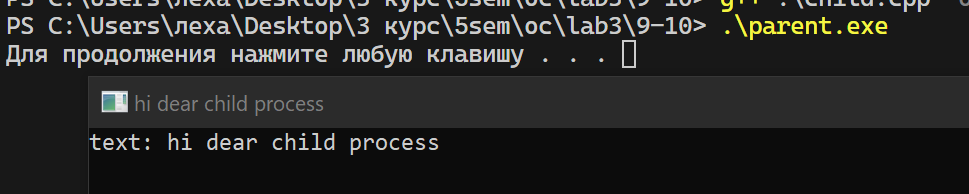 PS C:\Users\леха\Desktop\3 курс\5sem\ос\lab3\9-10> g++ .\child.cpp
PS C:\Users\леха\Desktop\3 курс\5sem\ос\lab3\9-10> .\parent.exe
Для продолжения нажмите любую клавишу . . .
hi dear child process
text: hi dear child process